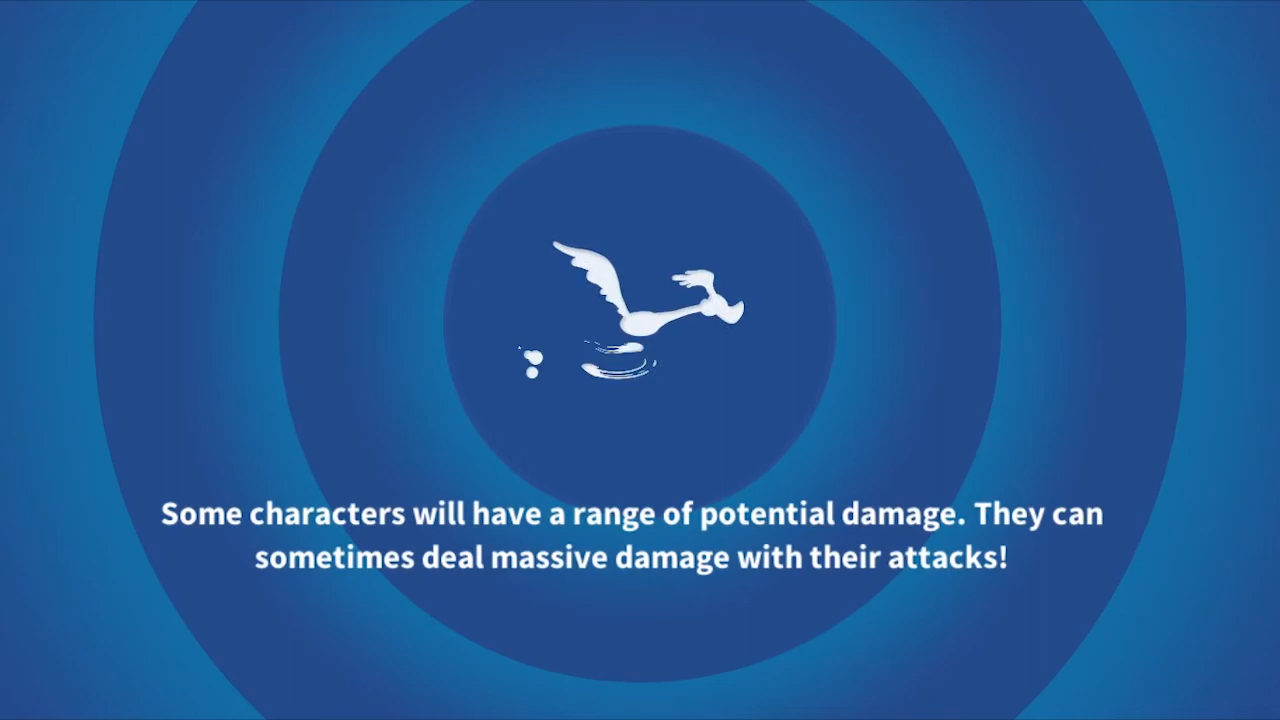 Some characters will have a range of potential damage. They can
sometimes deal massive damage with their attacks!